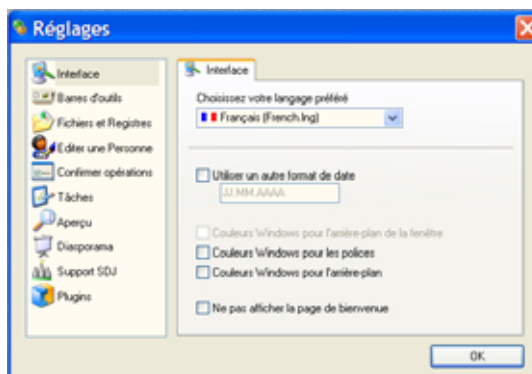 Réglages
Interface
Barres d'outils
Fichiers et Registres
Editer une Personne
Confirmer opérations
Tâches
Aperçu
Diasporama
Support SDJ
Plugins
Interface
Choisissez votre langage préféré
Français (French.lng)
Utiliser un autre format de date
JJ.MM.AAAA
Couleurs Windows pour l'arrière-plan de la fenêtre
Couleurs Windows pour les polices
Couleurs Windows pour l'arrière-plan
Ne pas afficher la page de bienvenue
OK